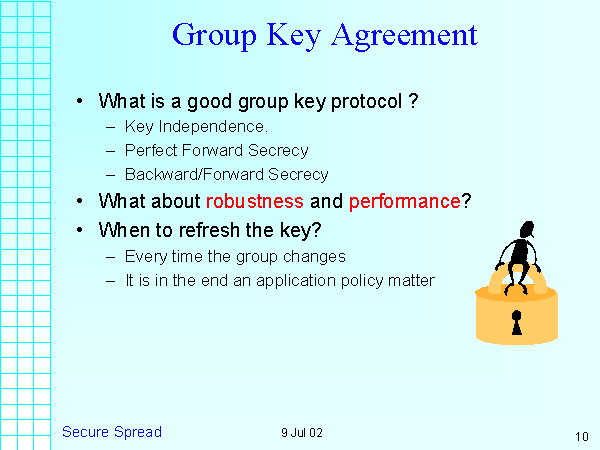 Group Key Agreement
• What is a good group key protocol ?
– Key Independence.
– Perfect Forward Secrecy
– Backward/Forward Secrecy
• What about robustness and performance?
• When to refresh the key?
– Every time the group changes
– It is in the end an application policy matter
Secure Spread
9 Jul 02
10